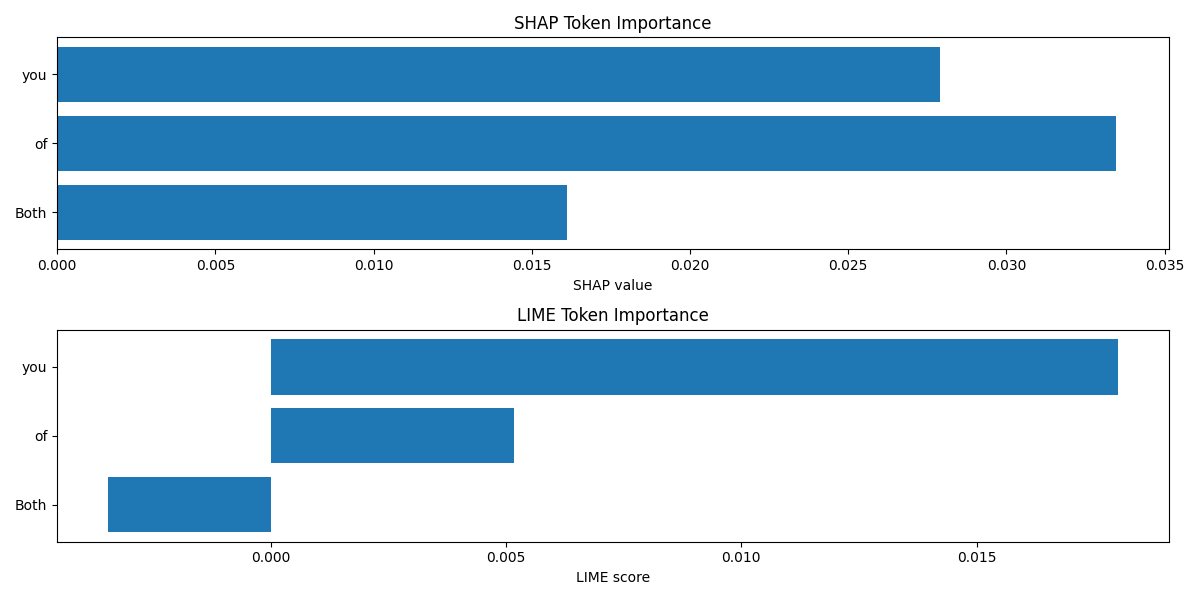 SHAP Token Importance
you
of
Both
0.000 0.005 0.010 0.015 0.020 0.025 0.030 0.035
SHAP value
LIME Token Importance
you
of
Both
0.000 0.005 0.010 0.015
LIME score